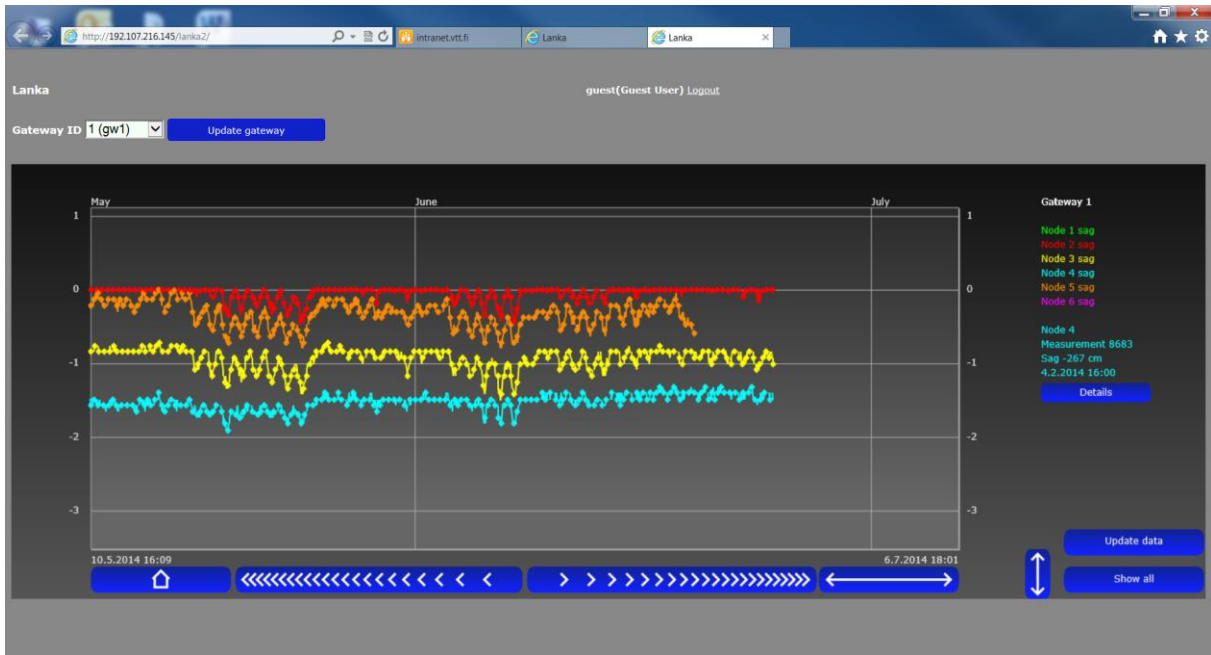 http://192.107.216.145/lanka2/
intranet.vtt.fi
Lanka
Lanka
Lanka
guest(Guest User) Logout
Gateway ID 1 (gw1) Update gateway
May June July
1 1
0 0
-1 -1
-2 -2
-3 -3
10.5.2014 16:09 6.7.2014 18:01
Gateway 1
Node 1 sag
Node 2 sag
Node 3 sag
Node 4 sag
Node 5 sag
Node 6 sag
Node 4
Measurement 8683
Sag -267 cm
4.2.2014 16:00
Details
Update data
Show all